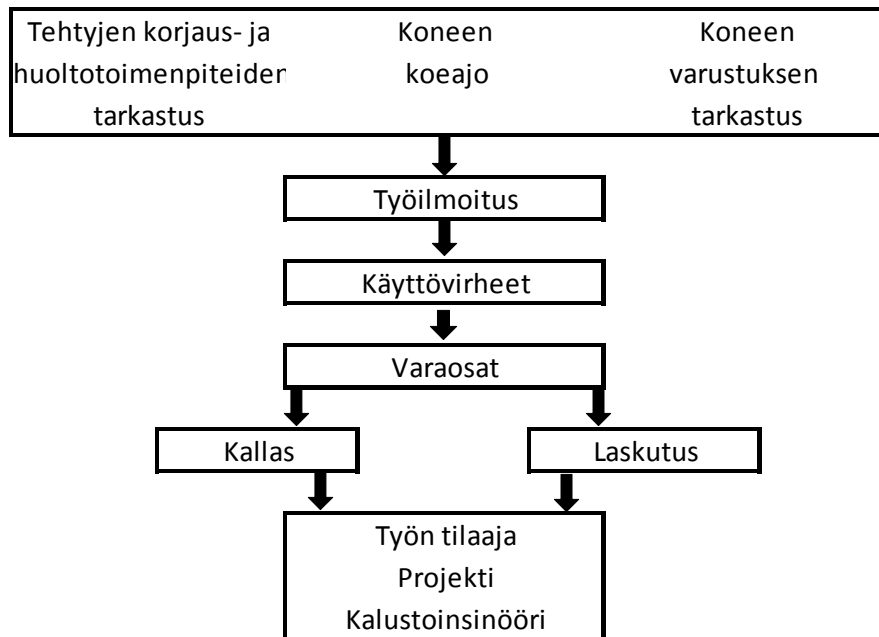 Tehtyjen korjaus- ja
huoltotoimenpiteiden
tarkastus
Koneen
koeajo
Koneen
varustuksen
tarkastus
Työilmoitus
Käyttövirheet
Varaosat
Kallas
Laskutus
Työn tilaaja
Projekti
Kalustoinsinööri